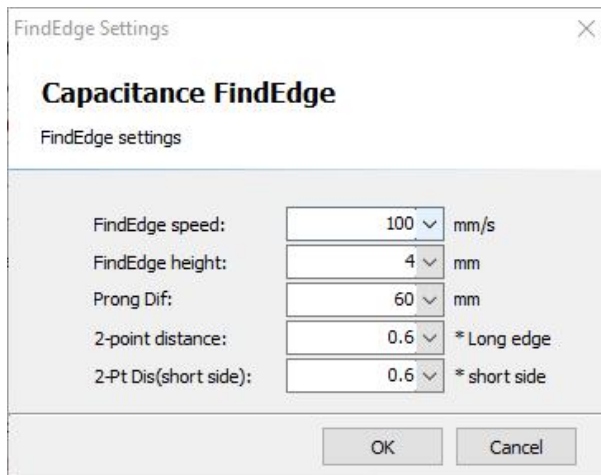 FindEdge Settings
Capacitance FindEdge
FindEdge settings
FindEdge speed: 100 mm/s
FindEdge height: 4 mm
Prong Dif: 60 mm
2-point distance: 0.6 * Long edge
2-Pt Dis(short side): 0.6 * short side
OK Cancel